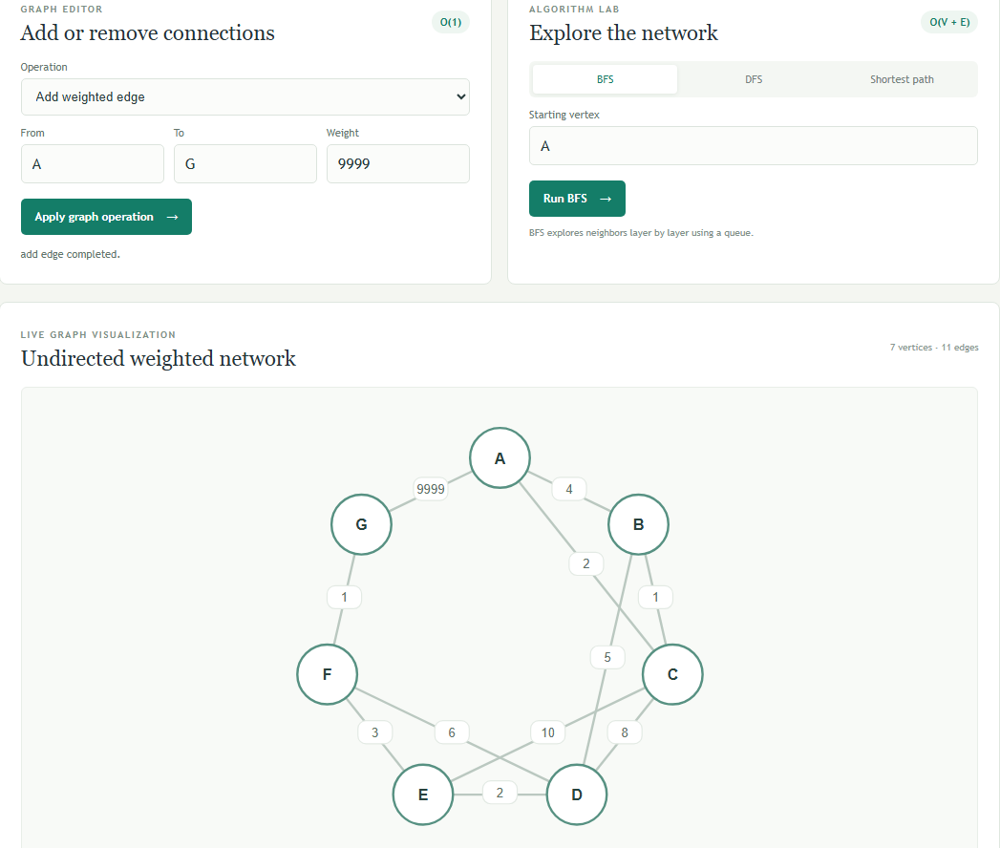 GRAPH EDITOR
Add or remove connections
O(1)
Operation
Add weighted edge
From To Weight
A G 9999
Apply graph operation →
add edge completed.
ALGORITHM LAB
Explore the network
O(V + E)
BFS DFS Shortest path
Starting vertex
A
Run BFS →
BFS explores neighbors layer by layer using a queue.
LIVE GRAPH VISUALIZATION
Undirected weighted network
7 vertices · 11 edges
A
9999 4
G B
2
1 1
5
F C
3 6 10 8
E 2 D